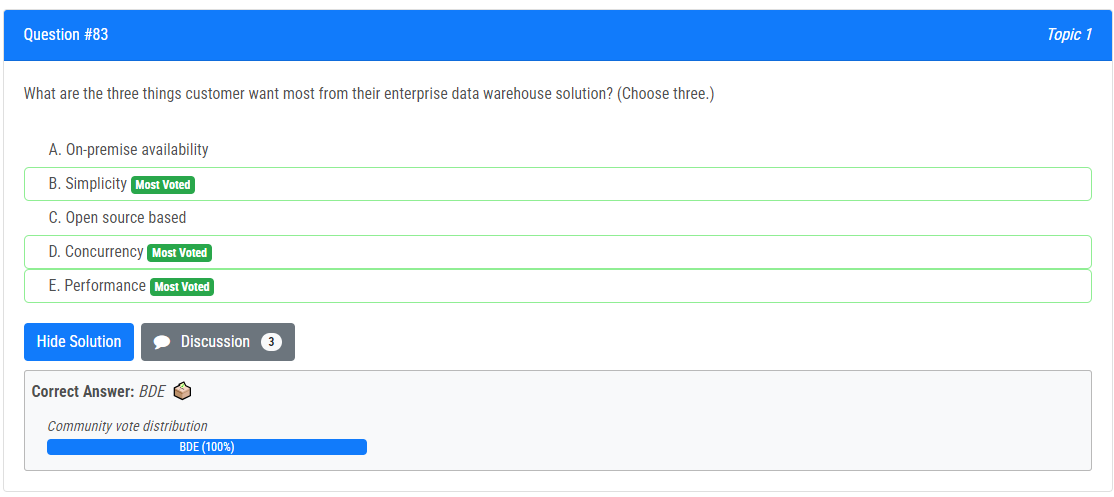 Question #83
Topic 1
What are the three things customer want most from their enterprise data warehouse solution? (Choose three.)
A. On-premise availability
B. Simplicity Most Voted
C. Open source based
D. Concurrency Most Voted
E. Performance Most Voted
Hide Solution
Discussion 3
Correct Answer: BDE
Community vote distribution
BDE (100%)